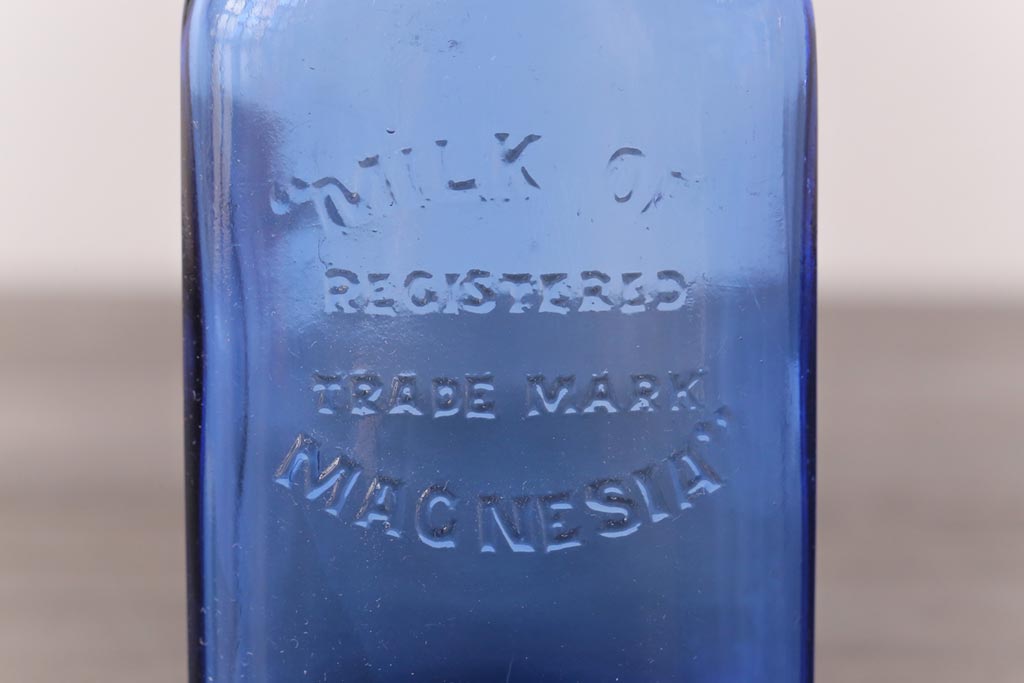 "MILK OF
REGISTERED
TRADE MARK
MAGNESIA"